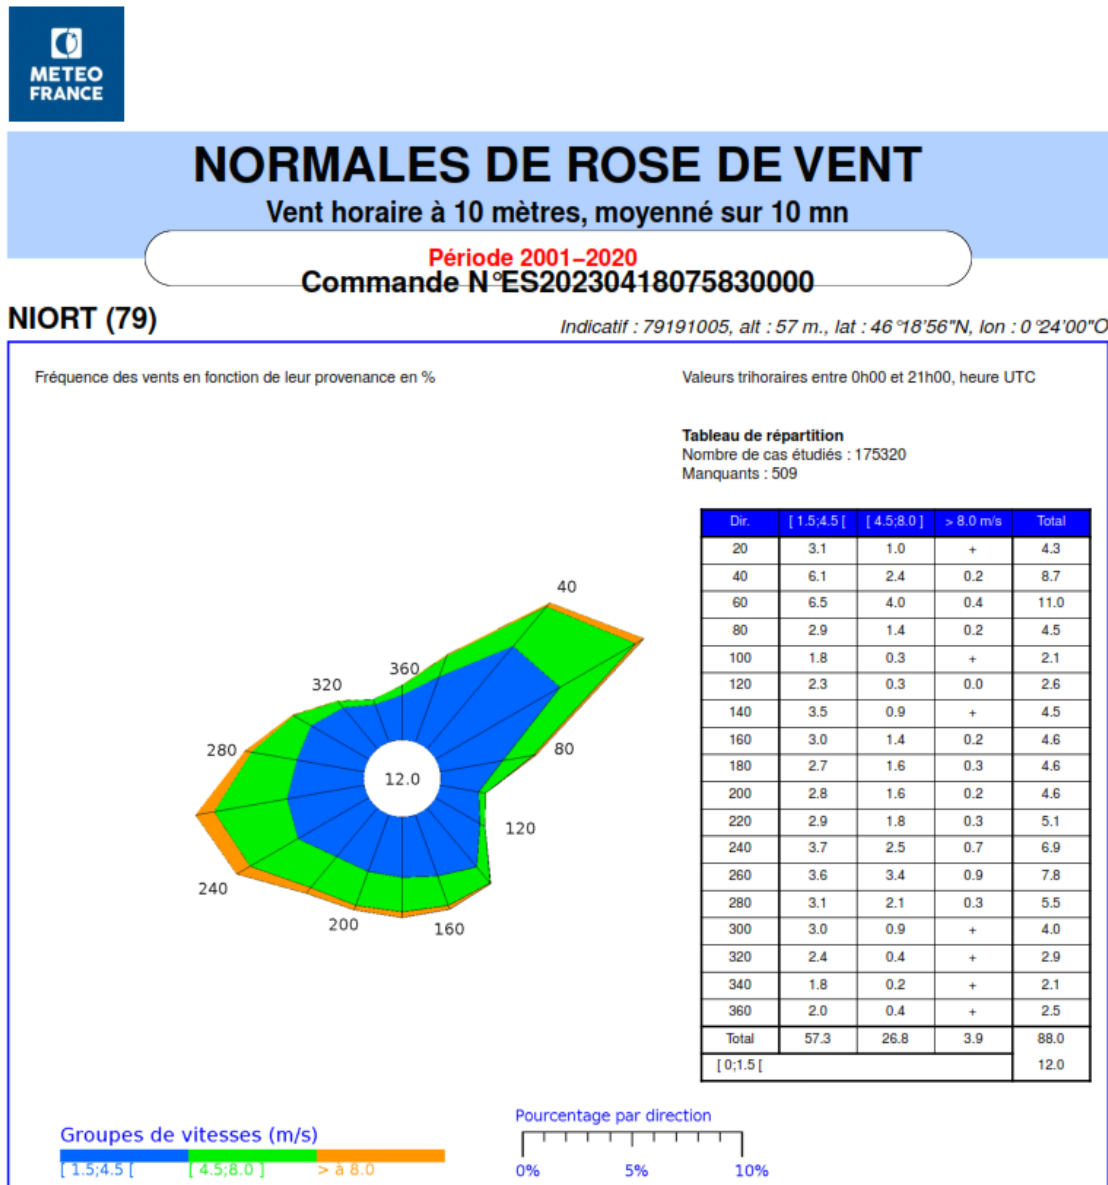 METEO
FRANCE
NORMALES DE ROSE DE VENT
Vent horaire à 10 mètres, moyenné sur 10 mn
Période 2001–2020
Commande N°ES20230418075830000
NIORT (79)
Indicatif : 79191005, alt : 57 m., lat : 46°18'56"N, lon : 0°24'00"O
Fréquence des vents en fonction de leur provenance en %
Valeurs trihoraires entre 0h00 et 21h00, heure UTC
Tableau de répartition
Nombre de cas étudiés : 175320
Manquants : 509
Dir. [ 1.5;4.5 [ [ 4.5;8.0 ] > 8.0 m/s Total
20 3.1 1.0 + 4.3
40 6.1 2.4 0.2 8.7
60 6.5 4.0 0.4 11.0
80 2.9 1.4 0.2 4.5
100 1.8 0.3 + 2.1
120 2.3 0.3 0.0 2.6
140 3.5 0.9 + 4.5
160 3.0 1.4 0.2 4.6
180 2.7 1.6 0.3 4.6
200 2.8 1.6 0.2 4.6
220 2.9 1.8 0.3 5.1
240 3.7 2.5 0.7 6.9
260 3.6 3.4 0.9 7.8
280 3.1 2.1 0.3 5.5
300 3.0 0.9 + 4.0
320 2.4 0.4 + 2.9
340 1.8 0.2 + 2.1
360 2.0 0.4 + 2.5
Total 57.3 26.8 3.9 88.0
[ 0;1.5 [ 12.0
40
360
320
280
80
12.0
120
240
200
160
Groupes de vitesses (m/s)
[ 1.5;4.5 [ [ 4.5;8.0 ] > à 8.0
Pourcentage par direction
0% 5% 10%